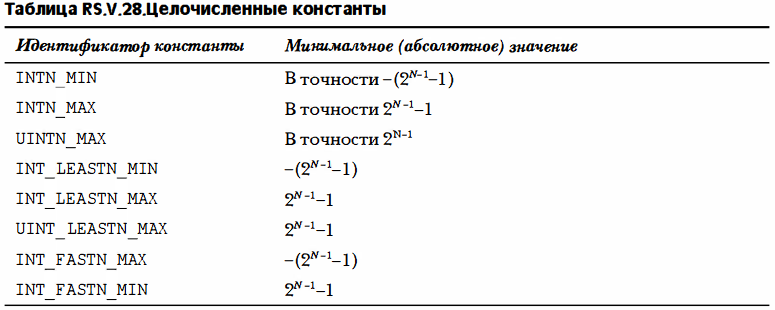 Таблица RS.V.28.Целочисленные константы
Идентификатор константы Минимальное (абсолютное) значение
INTN_MIN В точности –(2^N–1–1)
INTN_MAX В точности 2^N–1–1
UINTN_MAX В точности 2^N–1
INT_LEASTN_MIN –(2^N–1–1)
INT_LEASTN_MAX 2^N–1–1
UINT_LEASTN_MAX 2^N–1–1
INT_FASTN_MAX –(2^N–1–1)
INT_FASTN_MIN 2^N–1–1